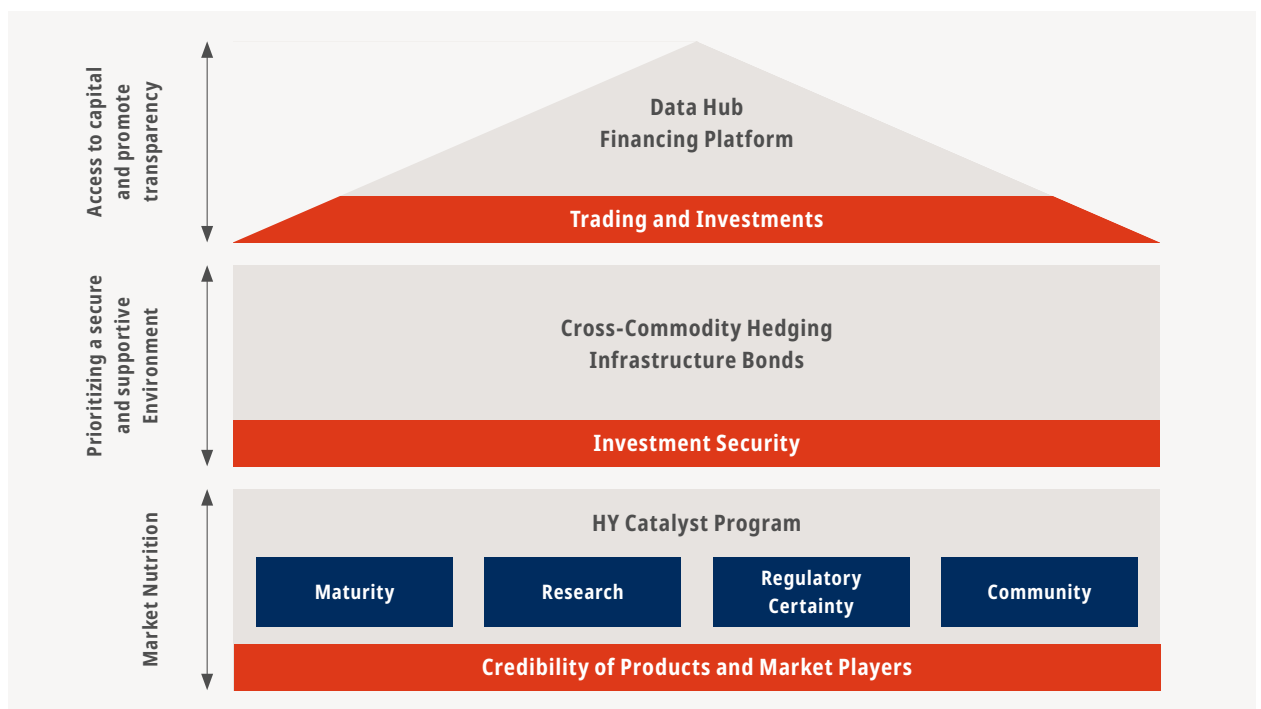 Access to capital
and promote
transparency
Data Hub
Financing Platform
Trading and Investments
Prioritizing a secure
and supportive
Environment
Cross-Commodity Hedging
Infrastructure Bonds
Investment Security
Market Nutrition
HY Catalyst Program
Maturity
Research
Regulatory
Certainty
Community
Credibility of Products and Market Players